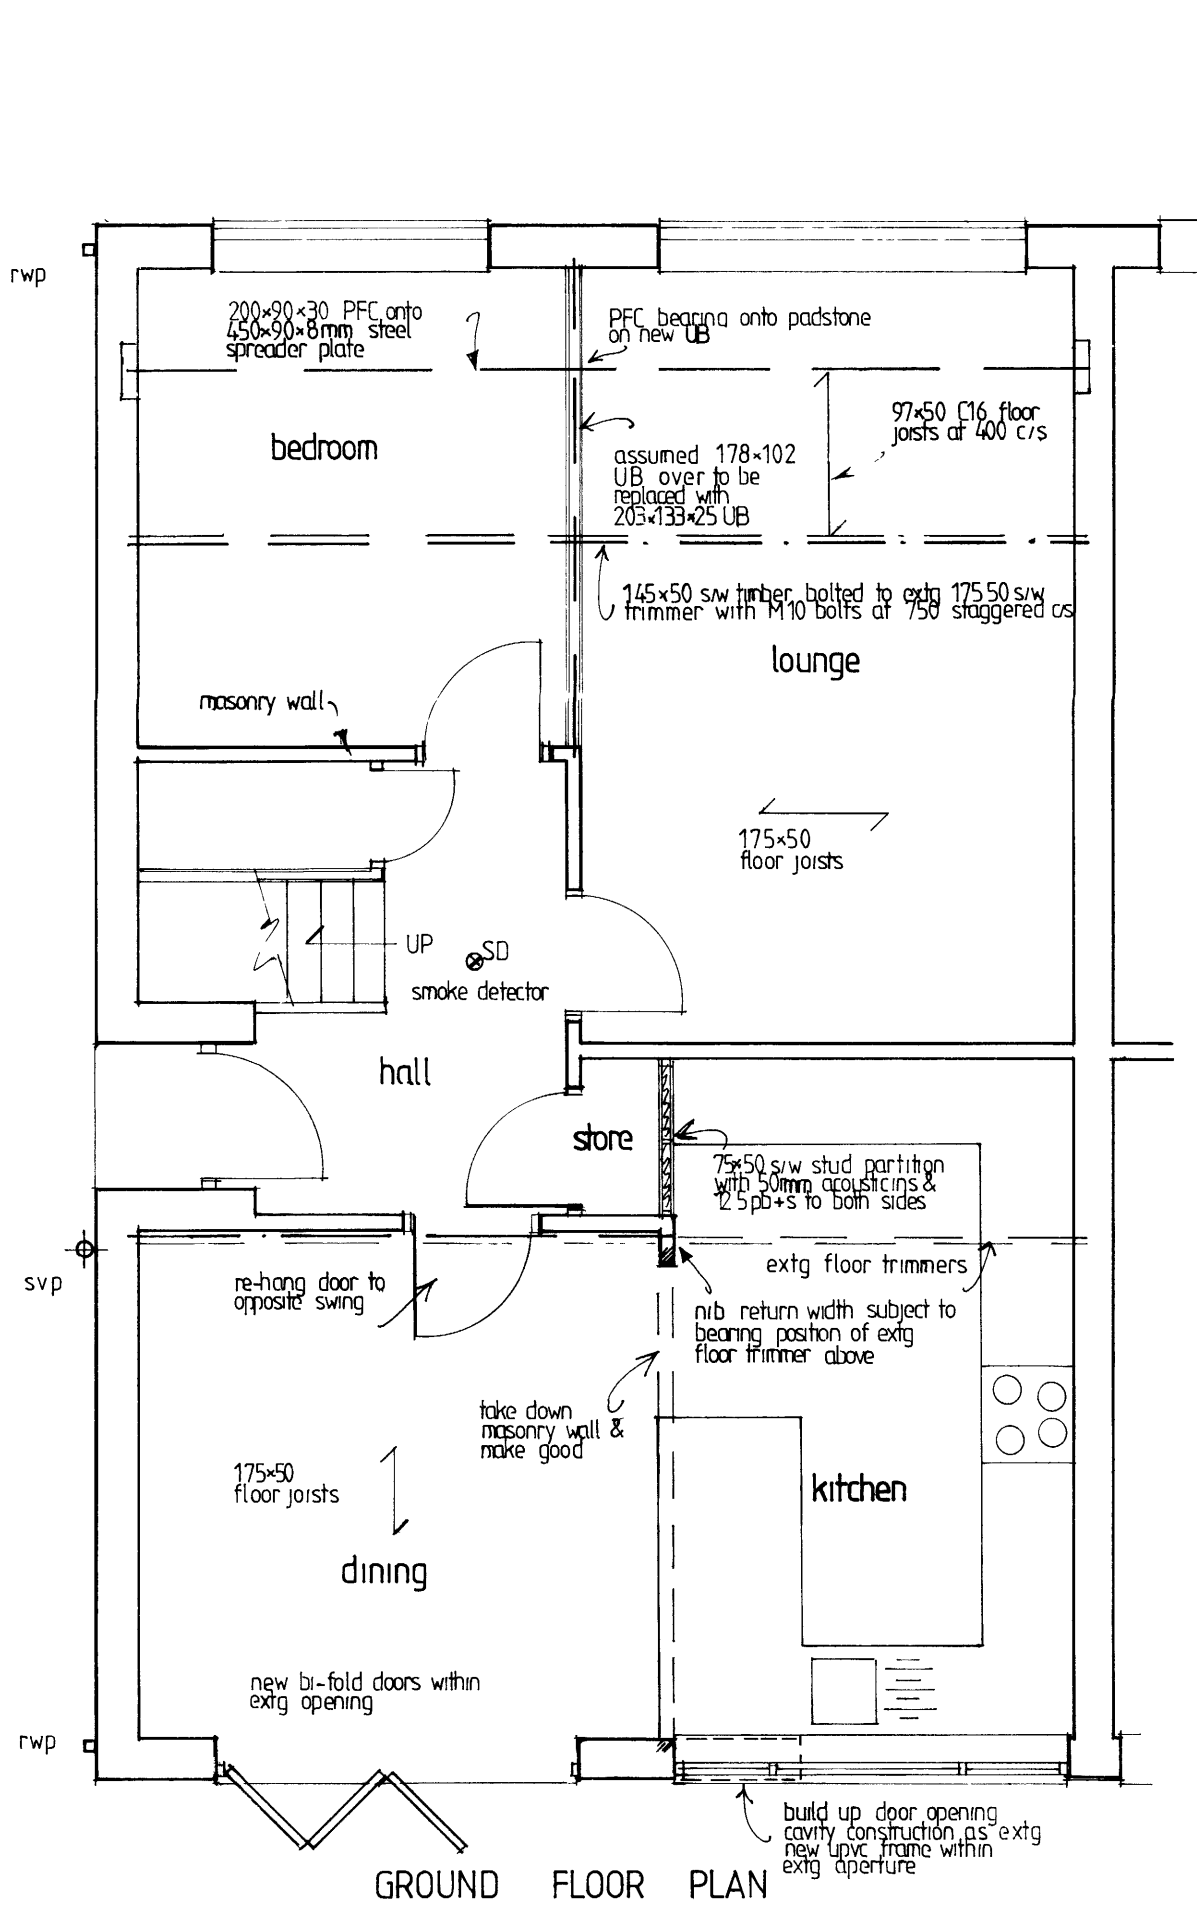 rwp
200×90×30 PFC onto
450×90×8mm steel
spreader plate
PFC bearing onto padstone
on new UB
97×50 C16 floor
joists at 400 c/s
bedroom
assumed 178×102
UB over to be
replaced with
203×133×25 UB
145×50 s/w timber bolted to extg 175 50 s/w
trimmer with M10 bolts at 750 staggered c/s
lounge
masonry wall
175×50
floor joists
UP
SD
smoke detector
hall
store
75×50 s/w stud partition
with 50mm acoustic ins &
12 5 pb+s to both sides
svp
re-hang door to
opposite swing
extg floor trimmers
nib return width subject to
bearing position of extg
floor trimmer above
take down
masonry wall &
make good
175×50
floor joists
kitchen
dining
new bi-fold doors within
extg opening
rwp
build up door opening
cavity construction as extg
new upvc frame within
extg aperture
GROUND FLOOR PLAN